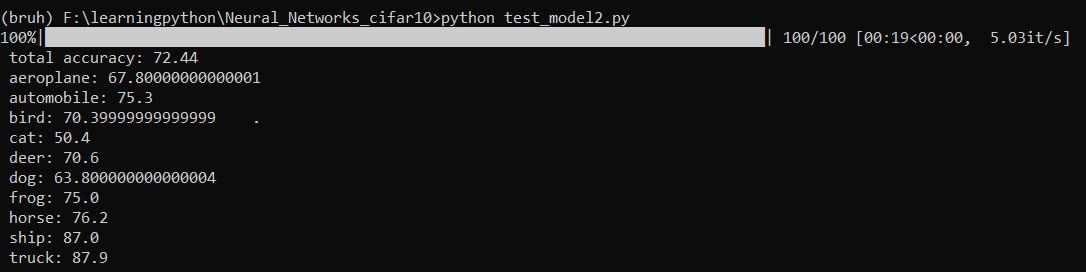 (bruh) F:\learningpython\Neural_Networks_cifar10>python test_model2.py
100%|██████████████████████████████████████████████████████████████████████████| 100/100 [00:19<00:00,  5.03it/s]
total accuracy: 72.44
aeroplane: 67.80000000000001
automobile: 75.3
bird: 70.39999999999999    .
cat: 50.4
deer: 70.6
dog: 63.800000000000004
frog: 75.0
horse: 76.2
ship: 87.0
truck: 87.9